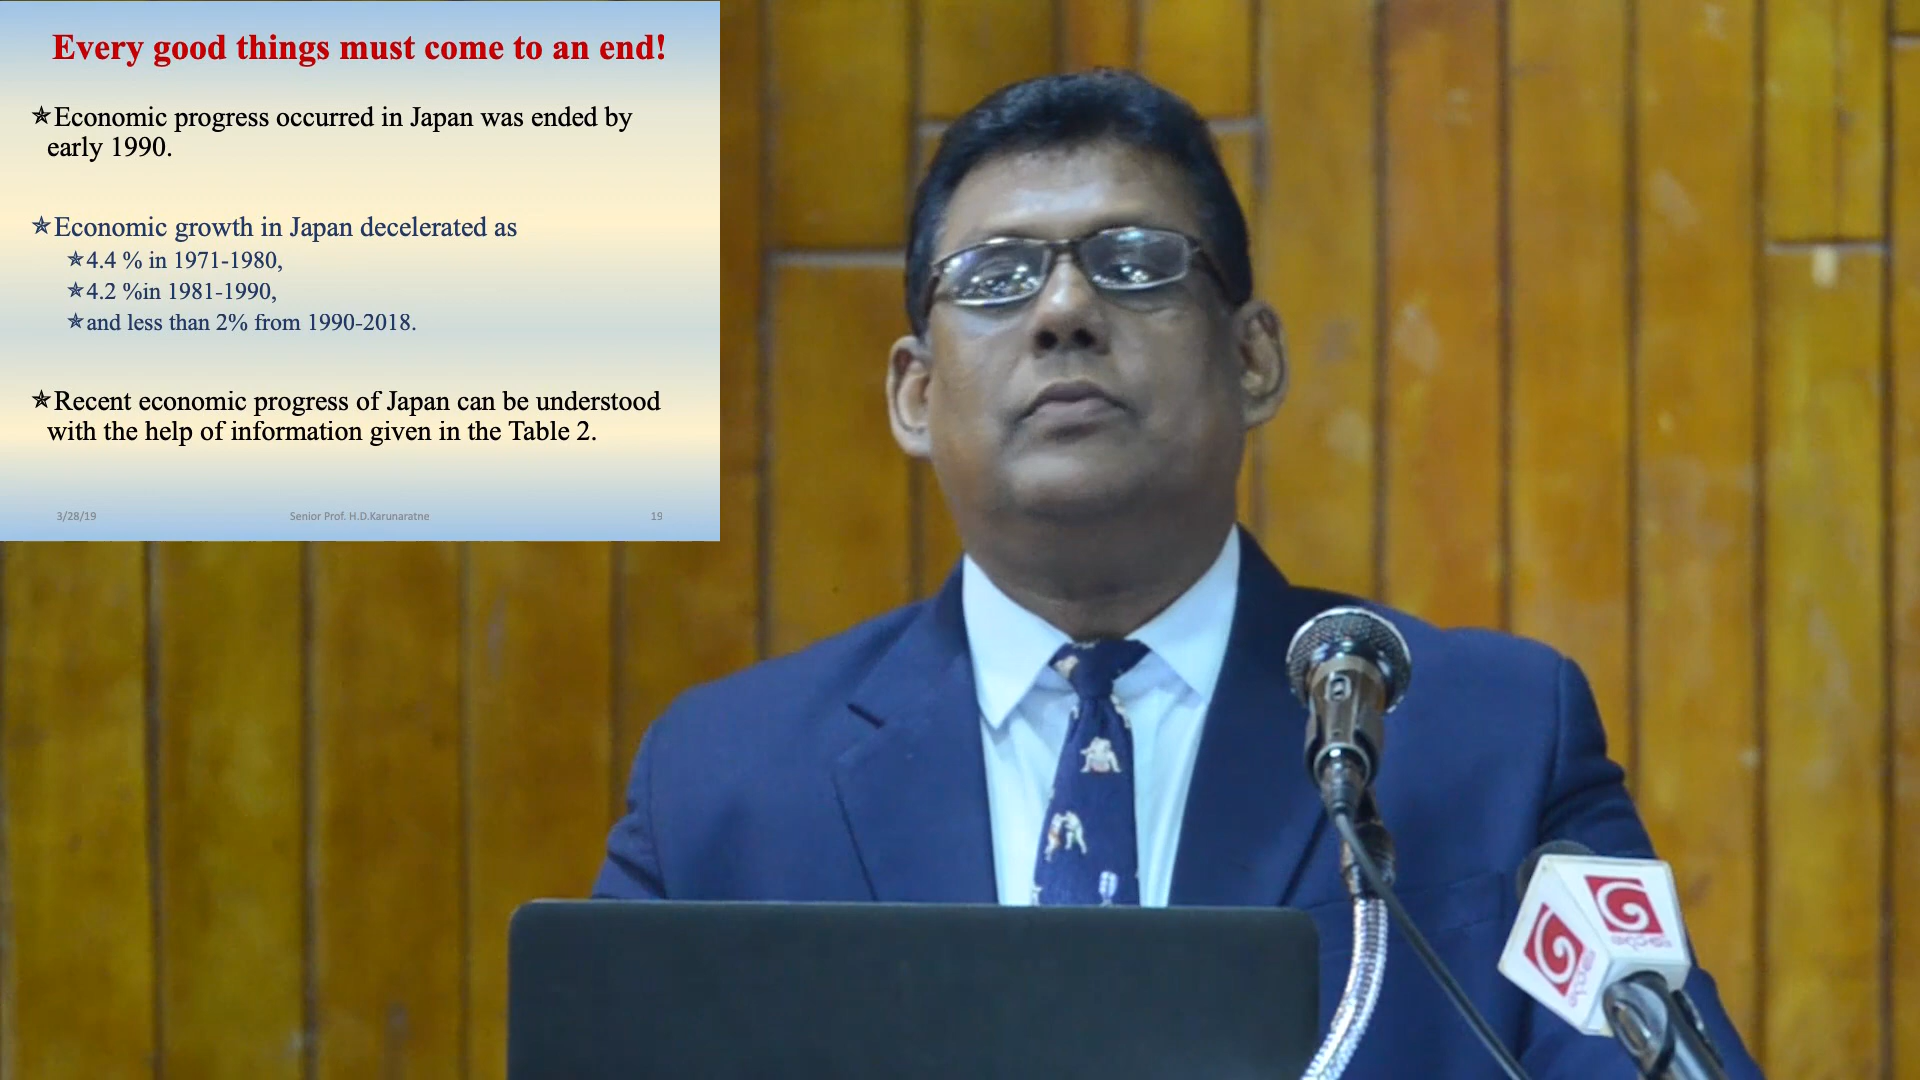 Every good things must come to an end!
✯Economic progress occurred in Japan was ended by
early 1990.
✯Economic growth in Japan decelerated as
✯4.4 % in 1971-1980,
✯4.2 %in 1981-1990,
✯and less than 2% from 1990-2018.
✯Recent economic progress of Japan can be understood
with the help of information given in the Table 2.
3/28/19
Senior Prof. H.D.Karunaratne
19